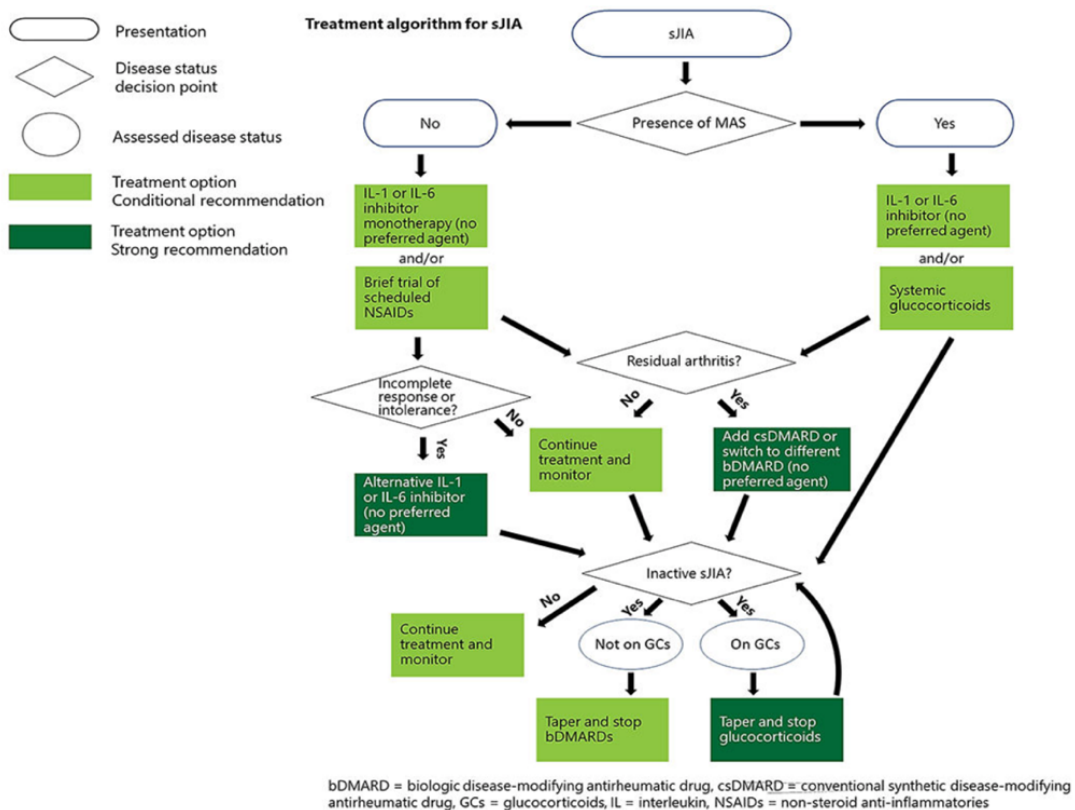 Treatment algorithm for sJIA
Presentation
Disease status
decision point
Assessed disease status
Treatment option
Conditional recommendation
Treatment option
Strong recommendation
sJIA
Presence of MAS
No
Yes
IL-1 or IL-6
inhibitor
monotherapy (no
preferred agent)
and/or
Brief trial of
scheduled
NSAIDs
IL-1 or IL-6
inhibitor (no
preferred agent)
and/or
Systemic
glucocorticoids
Residual arthritis?
Incomplete
response or
intolerance?
No
Yes
No
Yes
Continue
treatment and
monitor
Add csDMARD or
switch to different
bDMARD (no
preferred agent)
Alternative IL-1
or IL-6 inhibitor
(no preferred
agent)
Inactive sJIA?
No
Yes
Yes
Continue
treatment and
monitor
Not on GCs
On GCs
Taper and stop
bDMARDs
Taper and stop
glucocorticoids
bDMARD = biologic disease-modifying antirheumatic drug, csDMARD = conventional synthetic disease-modifying
antirheumatic drug, GCs = glucocorticoids, IL = interleukin, NSAIDs = non-steroid anti-inflammatories